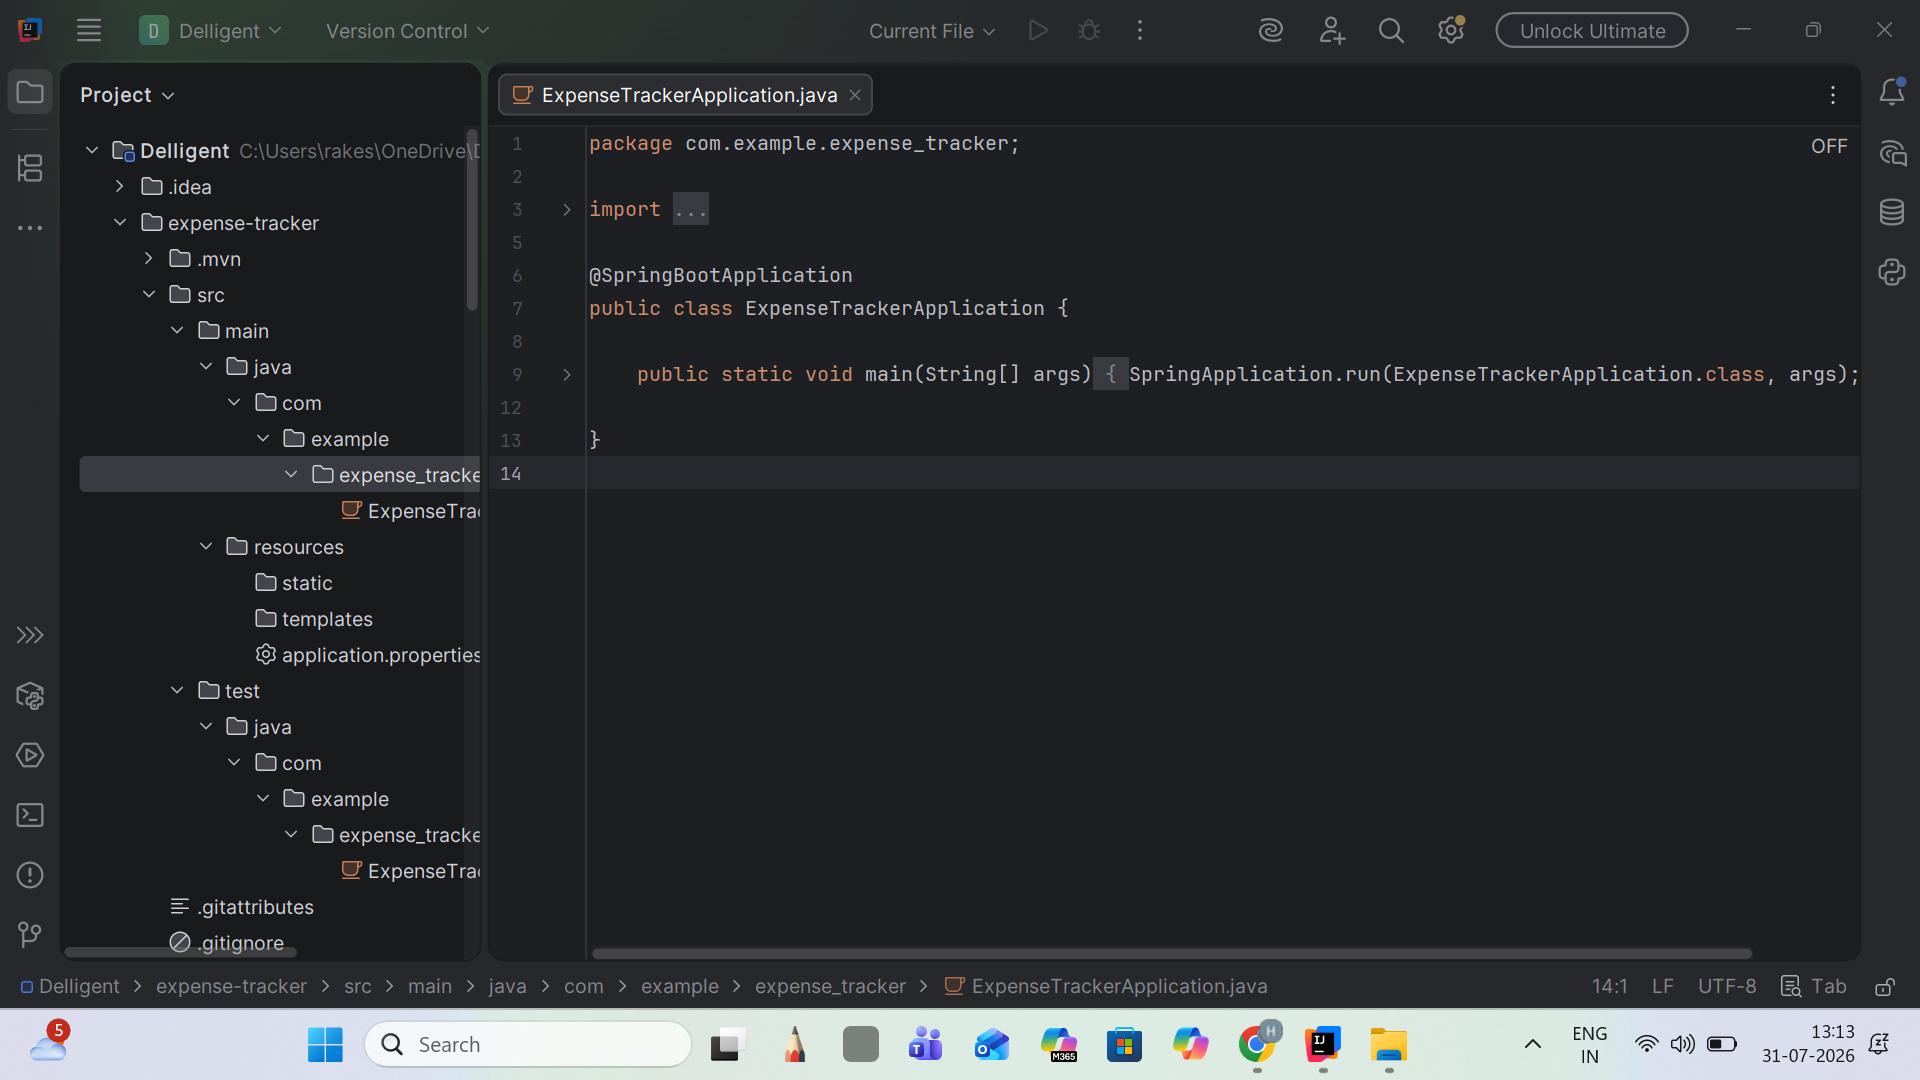 D Delligent Version Control Current File Unlock Ultimate
Project
Delligent C:\Users\rakes\OneDrive\D
.idea
expense-tracker
.mvn
src
main
java
com
example
expense_tracke
ExpenseTrac
resources
static
templates
application.properties
test
java
com
example
expense_tracke
ExpenseTrac
.gitattributes
.gitignore
ExpenseTrackerApplication.java
OFF
1 package com.example.expense_tracker;
2
3 import ...
5
6 @SpringBootApplication
7 public class ExpenseTrackerApplication {
8
9 public static void main(String[] args) { SpringApplication.run(ExpenseTrackerApplication.class, args);
12
13 }
14
Delligent > expense-tracker > src > main > java > com > example > expense_tracker > ExpenseTrackerApplication.java 14:1 LF UTF-8 Tab
5 Search M365 H ENG 13:13
IN 31-07-2026